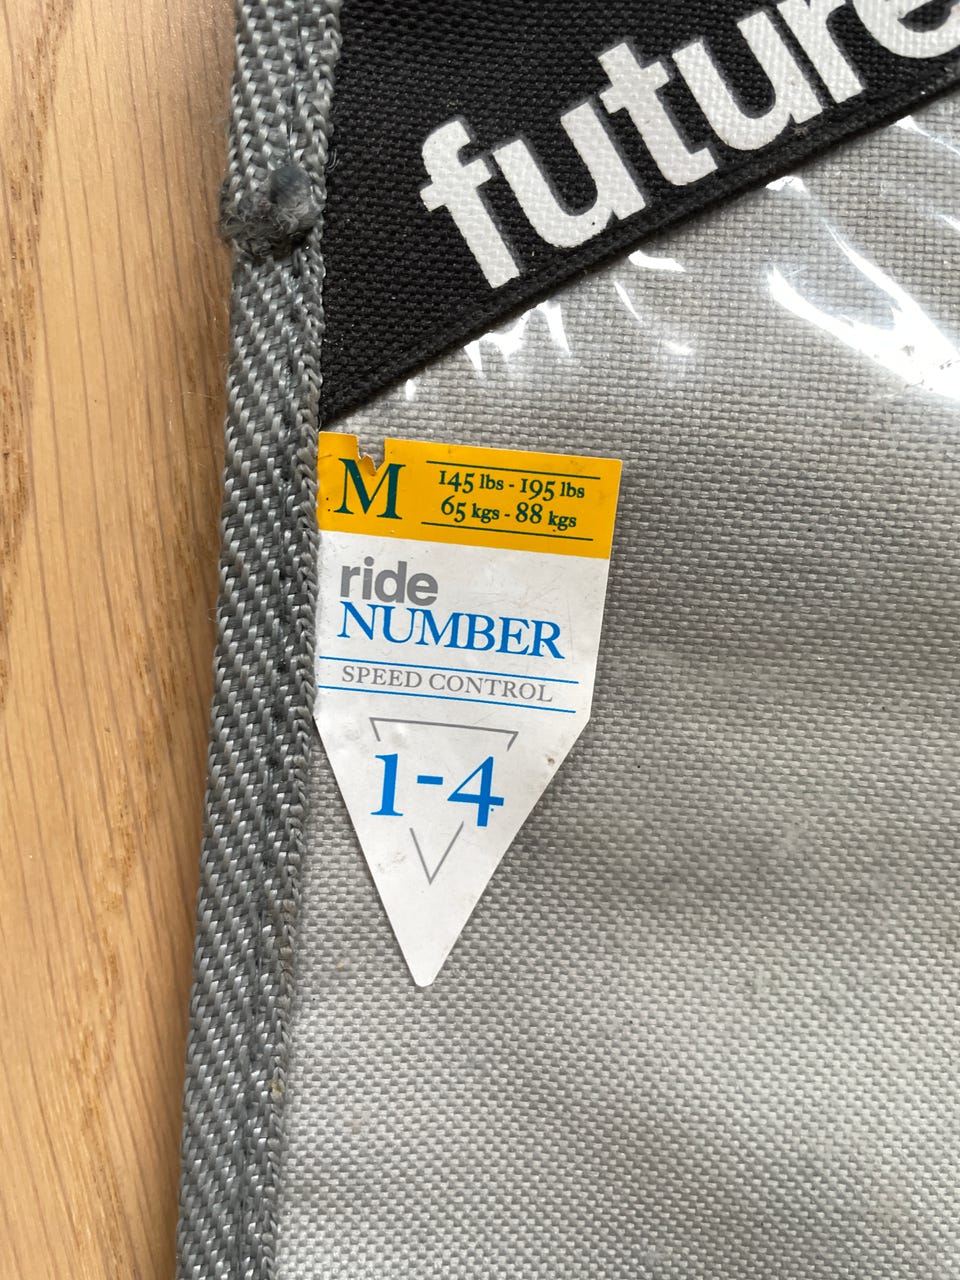 future
M
145 lbs - 195 lbs
65 kgs - 88 kgs
ride
NUMBER
SPEED CONTROL
1-4